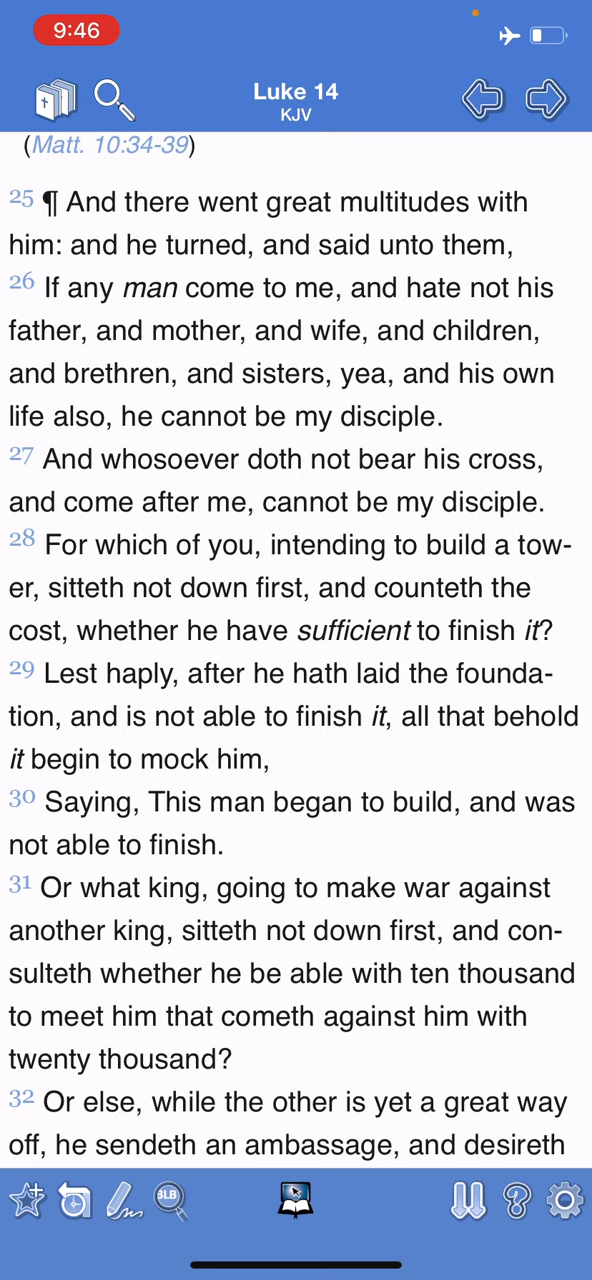 9:46
Luke 14
KJV
(Matt. 10:34-39)
25 ¶ And there went great multitudes with
him: and he turned, and said unto them,
26 If any man come to me, and hate not his
father, and mother, and wife, and children,
and brethren, and sisters, yea, and his own
life also, he cannot be my disciple.
27 And whosoever doth not bear his cross,
and come after me, cannot be my disciple.
28 For which of you, intending to build a tow-
er, sitteth not down first, and counteth the
cost, whether he have sufficient to finish it?
29 Lest haply, after he hath laid the founda-
tion, and is not able to finish it, all that behold
it begin to mock him,
30 Saying, This man began to build, and was
not able to finish.
31 Or what king, going to make war against
another king, sitteth not down first, and con-
sulteth whether he be able with ten thousand
to meet him that cometh against him with
twenty thousand?
32 Or else, while the other is yet a great way
off, he sendeth an ambassage, and desireth
BLB